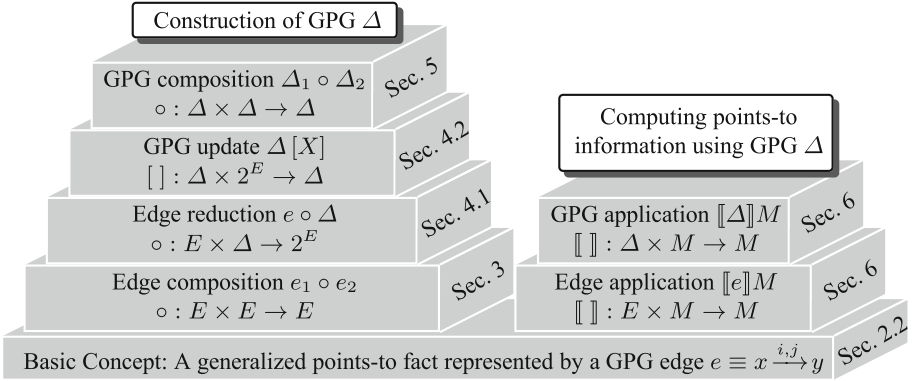 Construction of GPG Δ
GPG composition Δ₁ ∘ Δ₂
∘ : Δ × Δ → Δ
Sec. 5
GPG update Δ [X]
[ ] : Δ × 2ᴱ → Δ
Sec. 4.2
Edge reduction e ∘ Δ
∘ : E × Δ → 2ᴱ
Sec. 4.1
Edge composition e₁ ∘ e₂
∘ : E × E → E
Sec. 3
Computing points-to
information using GPG Δ
GPG application ⟦Δ⟧M
⟦ ⟧ : Δ × M → M
Sec. 6
Edge application ⟦e⟧M
⟦ ⟧ : E × M → M
Sec. 6
Basic Concept: A generalized points-to fact represented by a GPG edge e ≡ x —i,j→ y
Sec. 2.2